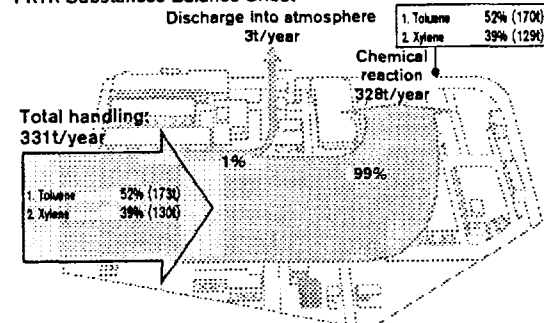 PRTR Substances Balance Sheet
Discharge into atmosphere
3t/year
1. Toluene 52% (170t)
2. Xylene 39% (129t)
Chemical
reaction
328t/year
Total handling:
331t/year
1%
99%
1. Toluene 52% (173t)
2. Xylene 39% (130t)